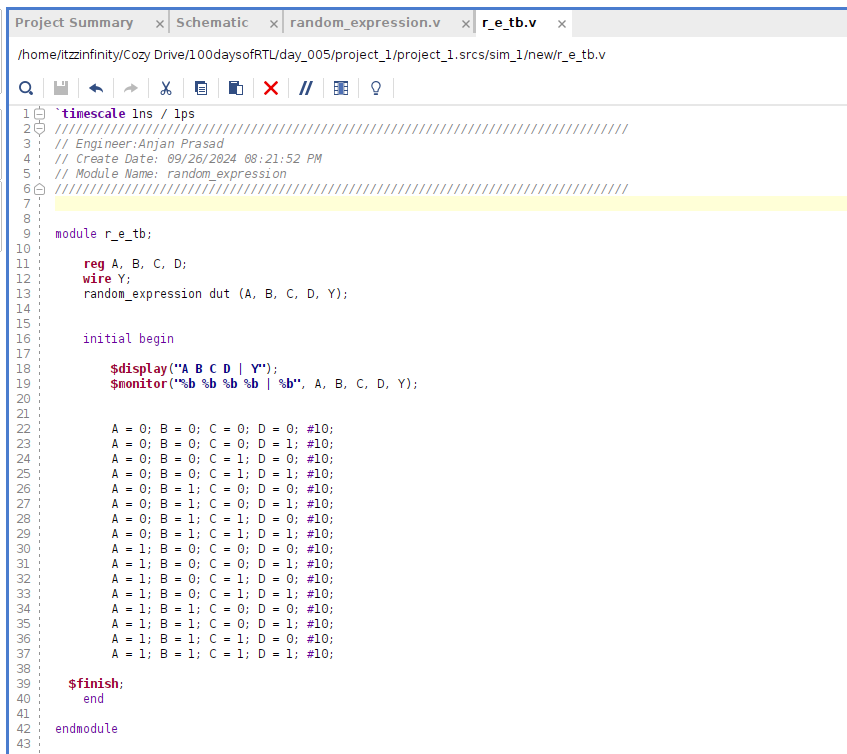 Project Summary × Schematic × random_expression.v × r_e_tb.v ×
/home/itzzinfinity/Cozy Drive/100daysofRTL/day_005/project_1/project_1.srcs/sim_1/new/r_e_tb.v
1 `timescale 1ns / 1ps
2 //////////////////////////////////////////////////////////////////////////////////
3 // Engineer:Anjan Prasad
4 // Create Date: 09/26/2024 08:21:52 PM
5 // Module Name: random_expression
6 //////////////////////////////////////////////////////////////////////////////////
7
8
9 module r_e_tb;
10
11 reg A, B, C, D;
12 wire Y;
13 random_expression dut (A, B, C, D, Y);
14
15
16 initial begin
17
18 $display("A B C D | Y");
19 $monitor("%b %b %b %b | %b", A, B, C, D, Y);
20
21
22 A = 0; B = 0; C = 0; D = 0; #10;
23 A = 0; B = 0; C = 0; D = 1; #10;
24 A = 0; B = 0; C = 1; D = 0; #10;
25 A = 0; B = 0; C = 1; D = 1; #10;
26 A = 0; B = 1; C = 0; D = 0; #10;
27 A = 0; B = 1; C = 0; D = 1; #10;
28 A = 0; B = 1; C = 1; D = 0; #10;
29 A = 0; B = 1; C = 1; D = 1; #10;
30 A = 1; B = 0; C = 0; D = 0; #10;
31 A = 1; B = 0; C = 0; D = 1; #10;
32 A = 1; B = 0; C = 1; D = 0; #10;
33 A = 1; B = 0; C = 1; D = 1; #10;
34 A = 1; B = 1; C = 0; D = 0; #10;
35 A = 1; B = 1; C = 0; D = 1; #10;
36 A = 1; B = 1; C = 1; D = 0; #10;
37 A = 1; B = 1; C = 1; D = 1; #10;
38
39 $finish;
40 end
41
42 endmodule
43